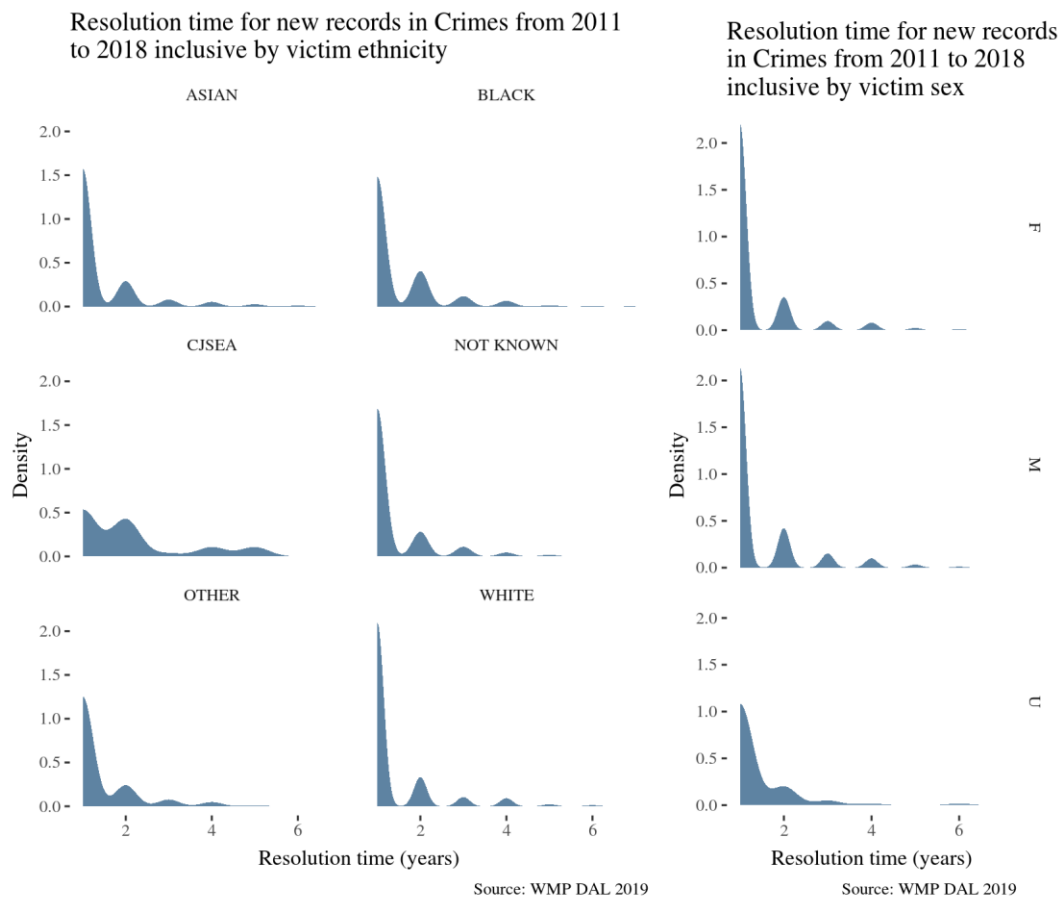 Resolution time for new records in Crimes from 2011
to 2018 inclusive by victim ethnicity
ASIAN
BLACK
2.0
1.5
1.0
0.5
0.0
CJSEA
NOT KNOWN
2.0
1.5
1.0
0.5
0.0
OTHER
WHITE
2.0
1.5
1.0
0.5
0.0
Density
2 4 6
2 4 6
Resolution time (years)
Source: WMP DAL 2019
Resolution time for new records
in Crimes from 2011 to 2018
inclusive by victim sex
2.0
1.5
1.0
0.5
0.0
F
2.0
1.5
1.0
0.5
0.0
M
2.0
1.5
1.0
0.5
0.0
U
Density
2 4 6
Resolution time (years)
Source: WMP DAL 2019